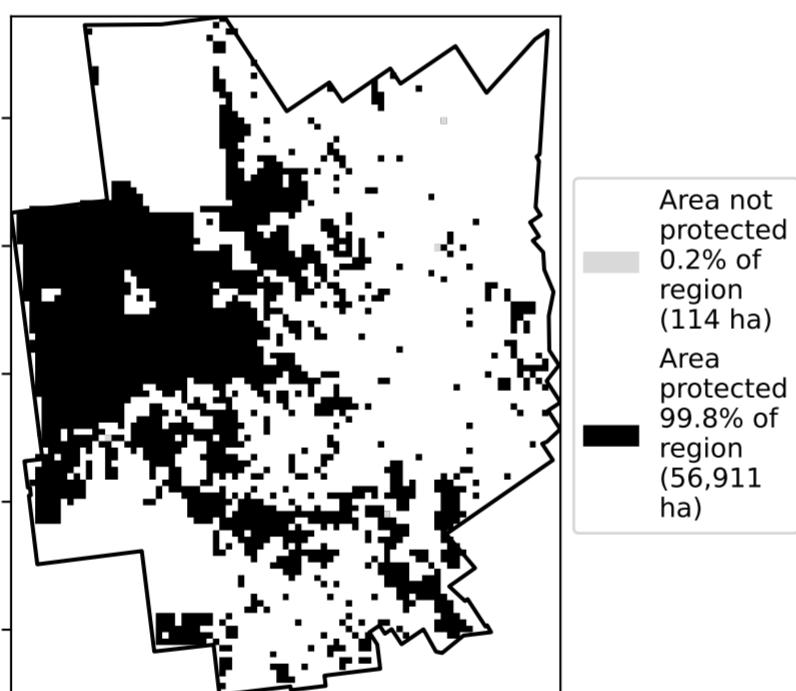 Area not
protected
0.2% of
region
(114 ha)
Area
protected
99.8% of
region
(56,911
ha)